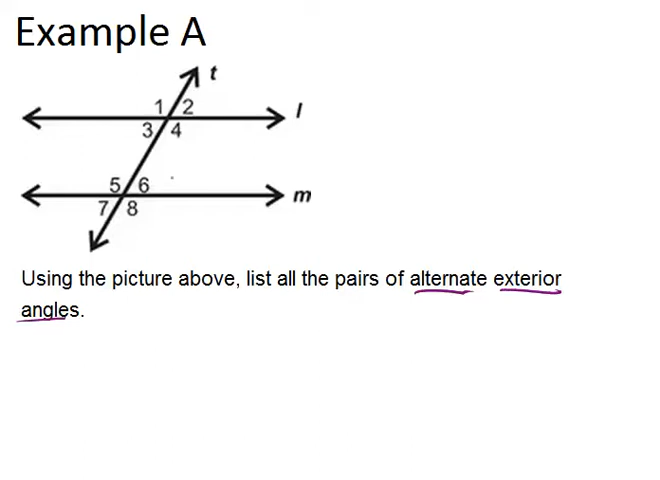 Example A
t
1 2
l
3 4
5 6
m
7 8
Using the picture above, list all the pairs of alternate exterior
angles.